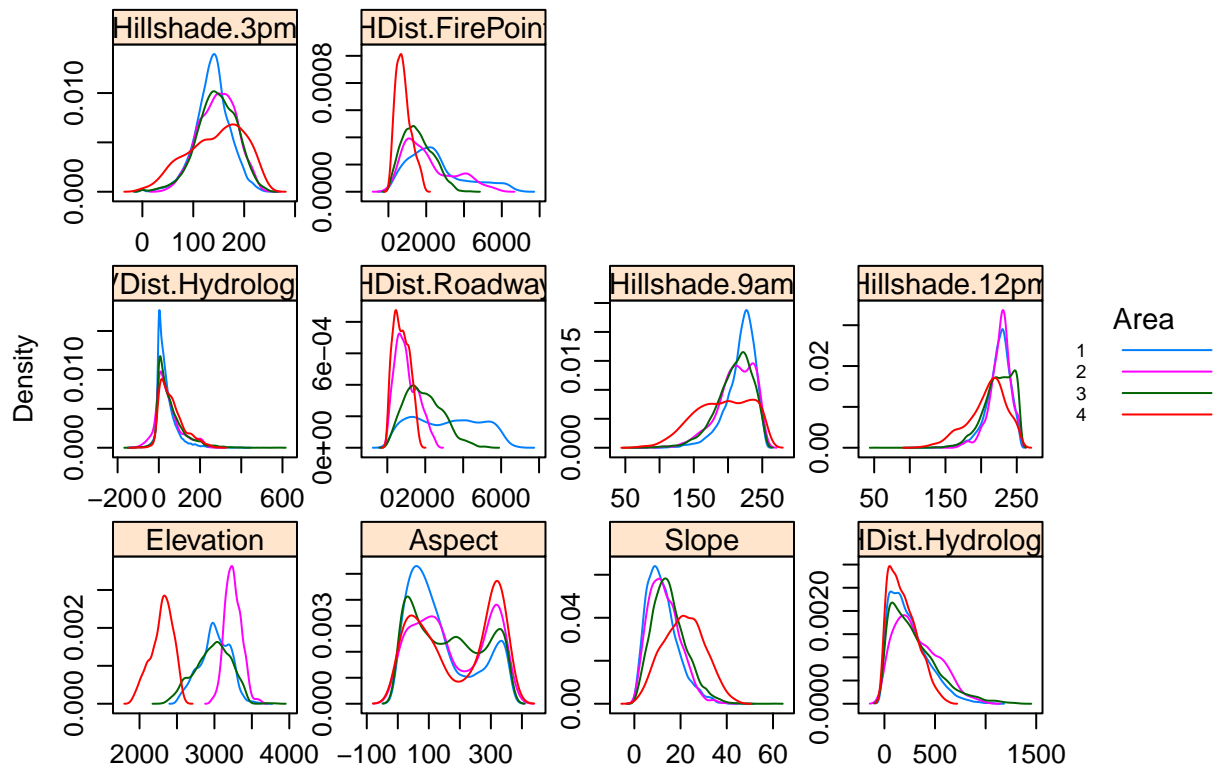 Hillshade.3pm HDist.FirePoint
0.000 0.010 0.0000 0.0008
0 100 200 0 2000 6000
VDist.Hydrolog HDist.Roadway Hillshade.9am Hillshade.12pm
0.000 0.010 0e+00 6e-04 0.000 0.015 0.00 0.02
−200 0 200 600 0 2000 6000 50 150 250 50 150 250
Elevation Aspect Slope HDist.Hydrolog
0.000 0.002 0.000 0.003 0.00 0.04 0.0000 0.0020
2000 3000 4000 −100 100 300 0 20 40 60 0 500 1500
Density
Area
1
2
3
4